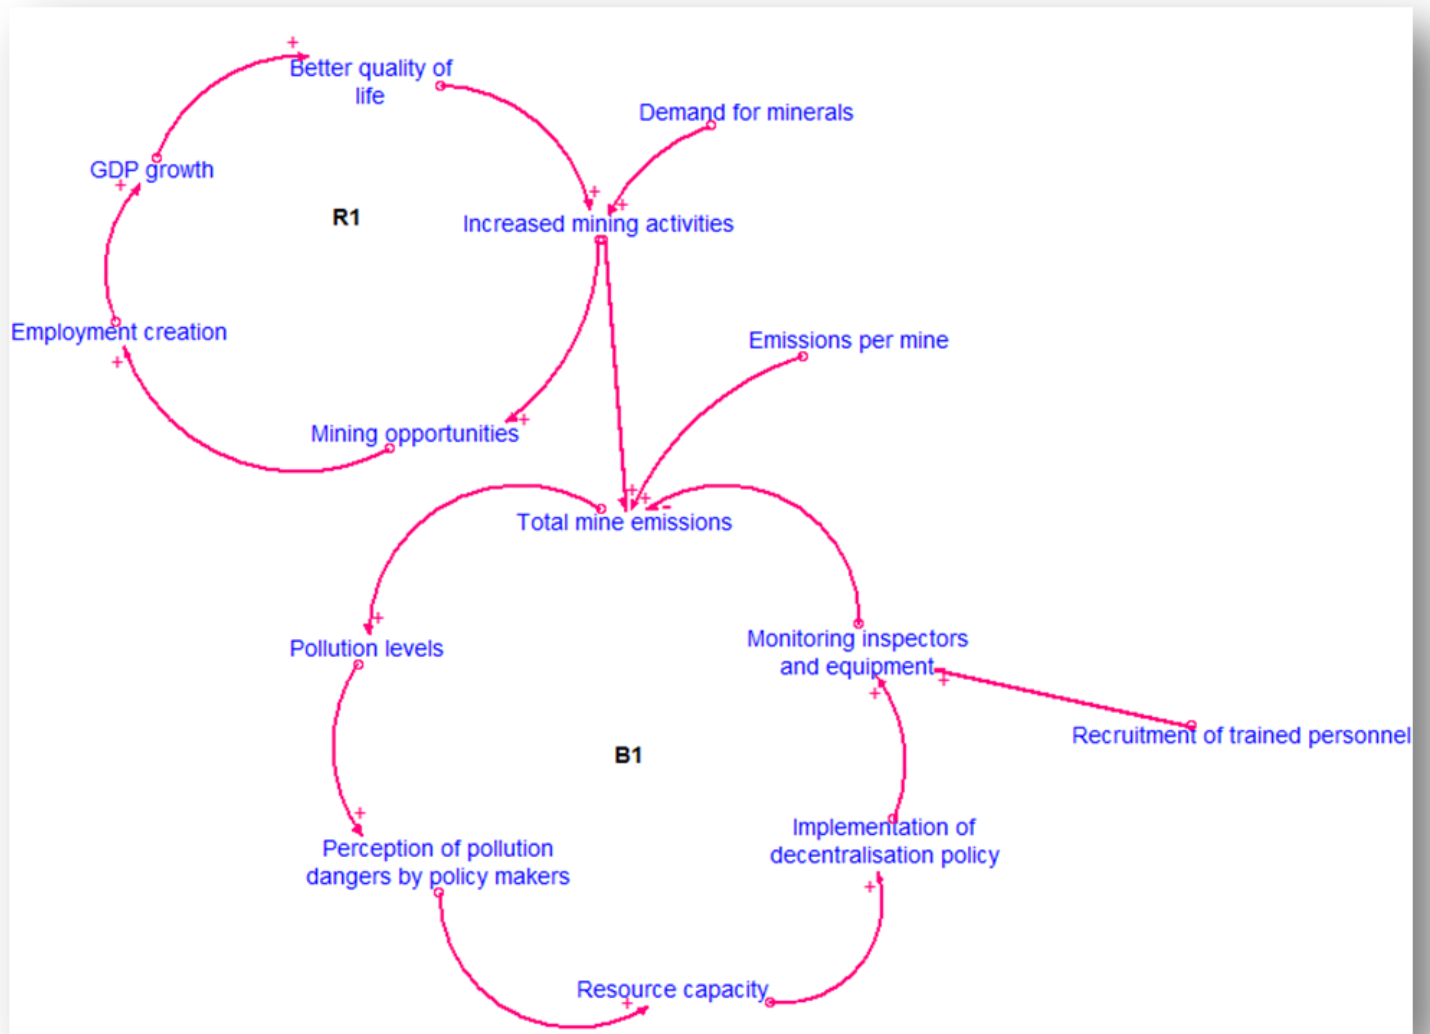 Better quality of
life
Demand for minerals
GDP growth
R1
Increased mining activities
Employment creation
Emissions per mine
Mining opportunities
Total mine emissions
Pollution levels
Monitoring inspectors
and equipment
Recruitment of trained personnel
B1
Implementation of
decentralisation policy
Perception of pollution
dangers by policy makers
Resource capacity